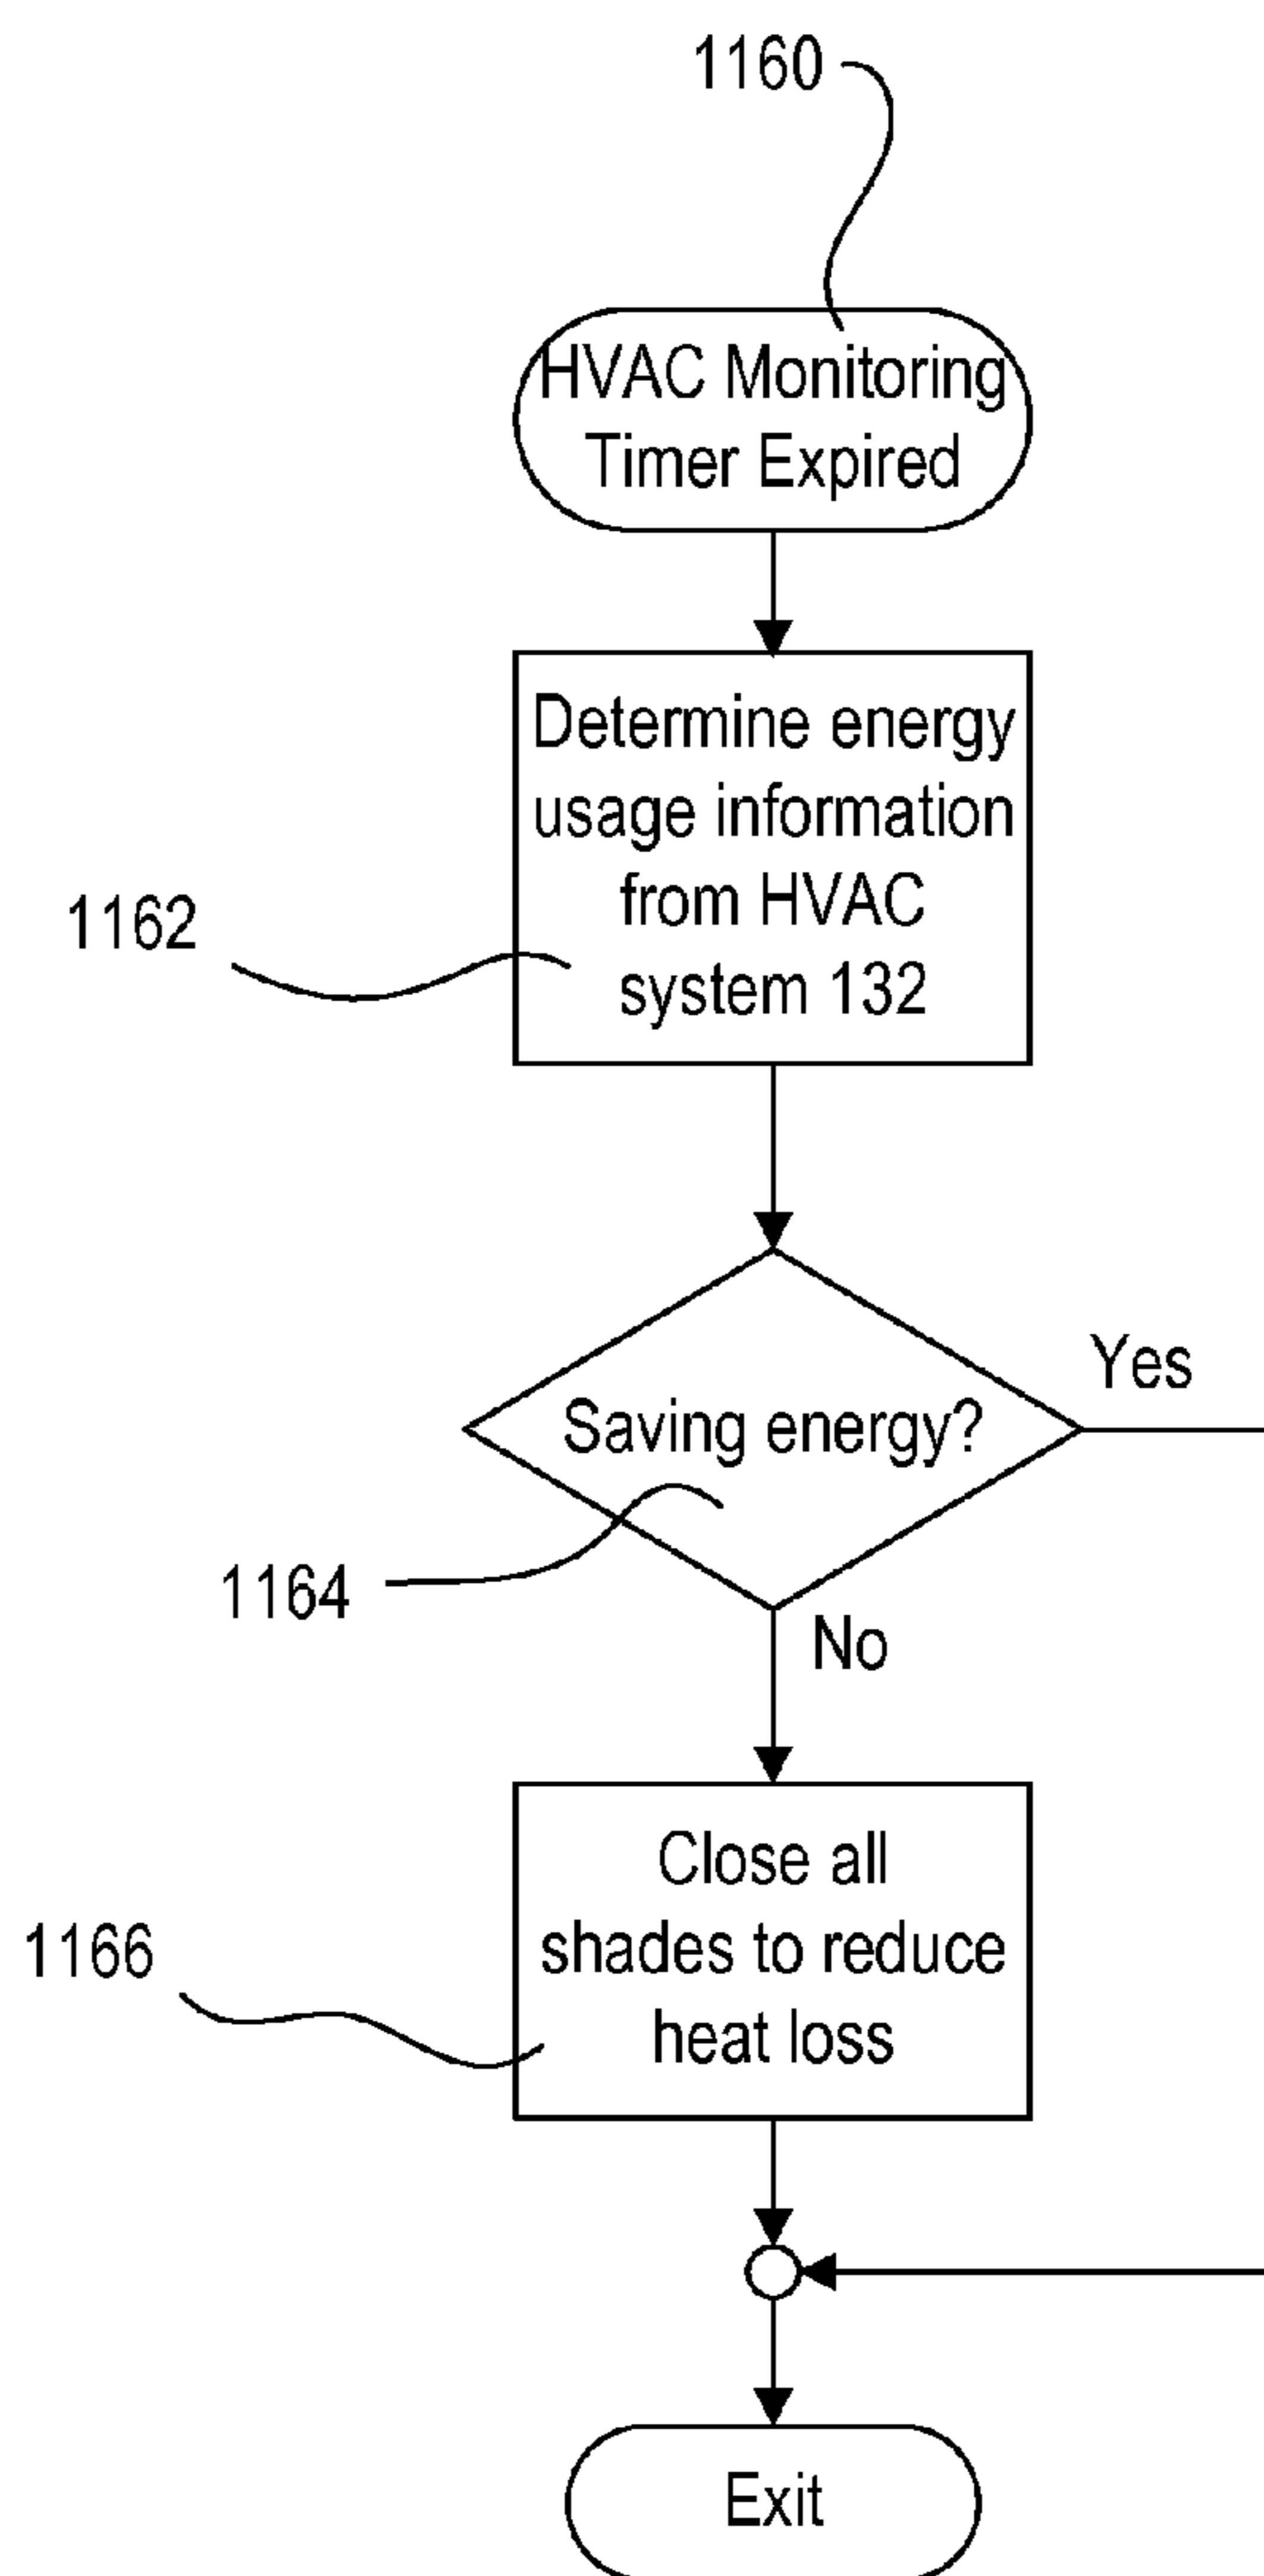 1160
HVAC Monitoring
Timer Expired
Determine energy
usage information
from HVAC
system 132
1162
Saving energy?
Yes
1164
No
Close all
shades to reduce
heat loss
1166
Exit